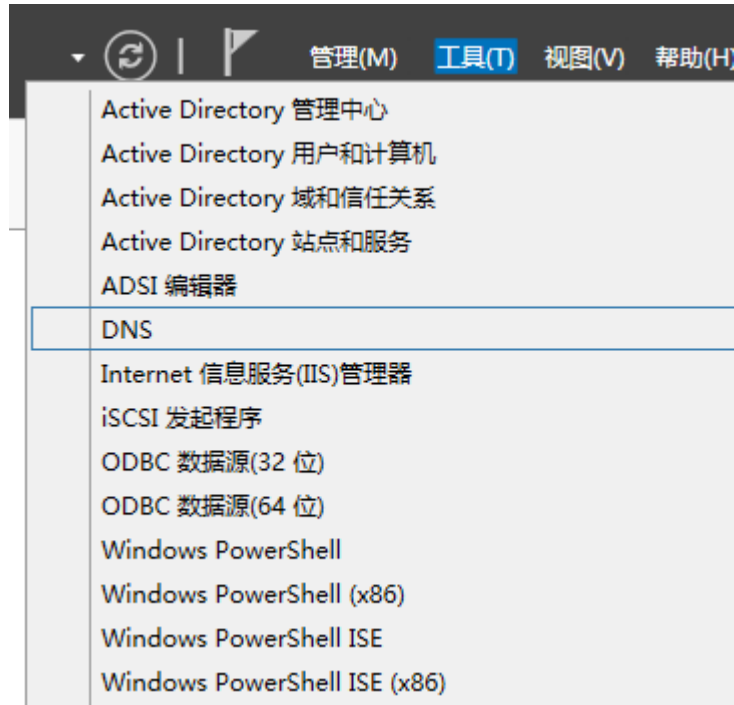 管理(M) 工具(T) 视图(V) 帮助(H)
Active Directory 管理中心
Active Directory 用户和计算机
Active Directory 域和信任关系
Active Directory 站点和服务
ADSI 编辑器
DNS
Internet 信息服务(IIS)管理器
iSCSI 发起程序
ODBC 数据源(32 位)
ODBC 数据源(64 位)
Windows PowerShell
Windows PowerShell (x86)
Windows PowerShell ISE
Windows PowerShell ISE (x86)